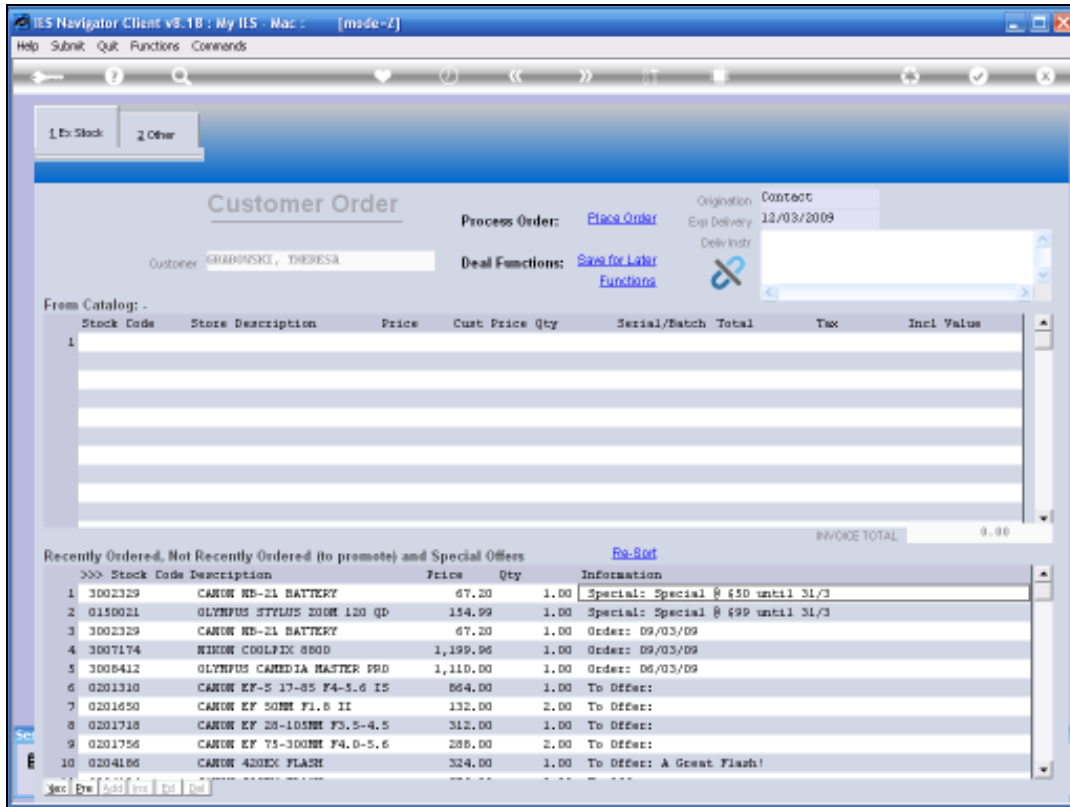 IES Navigator Client v8.18 : My IES - Mac : [mode=Z]
Help Submit Quit Functions Commands
1 Ex Stock 2 Other
Customer Order
Process Order: Place Order
Origination Contact
Exp Delivery 12/03/2009
Deliv Instr
Customer GRABOWSKI, THERESA
Deal Functions: Save for Later
Functions
From Catalog: -
Stock Code Store Description Price Cust Price Qty Serial/Batch Total Tax Incl Value
1
INVOICE TOTAL 0.00
Recently Ordered, Not Recently Ordered (to promote) and Special Offers Re-Sort
>>> Stock Code Description Price Qty Information
1 3002329 CANON NB-2L BATTERY 67.20 1.00 Special: Special @ $50 until 31/3
2 0150021 OLYMPUS STYLUS ZOOM 120 QD 154.99 1.00 Special: Special @ $99 until 31/3
3 3002329 CANON NB-2L BATTERY 67.20 1.00 Order: 09/03/09
4 3007174 NIKON COOLPIX 8800 1,199.96 1.00 Order: 09/03/09
5 3008412 OLYMPUS CAMEDIA MASTER PRO 1,110.00 1.00 Order: 06/03/09
6 0201310 CANON EF-S 17-85 F4-5.6 IS 864.00 1.00 To Offer:
7 0201650 CANON EF 50MM F1.8 II 132.00 2.00 To Offer:
8 0201718 CANON EF 28-105MM F3.5-4.5 312.00 1.00 To Offer:
9 0201756 CANON EF 75-300MM F4.0-5.6 288.00 2.00 To Offer:
10 0204186 CANON 420EX FLASH 324.00 1.00 To Offer: A Great Flash!
Nex Pre Add Ins Ed Del